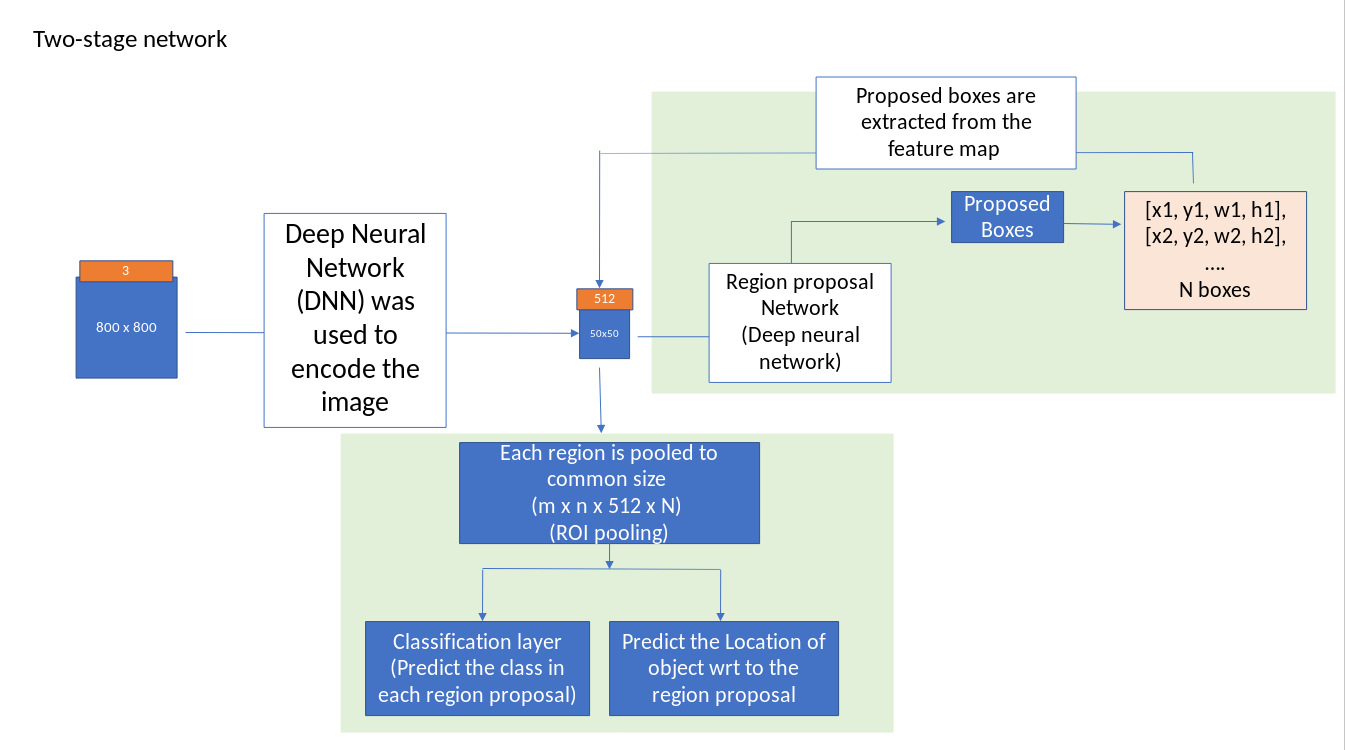 Two-stage network
Proposed boxes are
extracted from the
feature map
Proposed
Boxes
[x1, y1, w1, h1],
[x2, y2, w2, h2],
….
N boxes
Deep Neural
Network
(DNN) was
used to
encode the
image
3
800 x 800
512
50x50
Region proposal
Network
(Deep neural
network)
Each region is pooled to
common size
(m x n x 512 x N)
(ROI pooling)
Classification layer
(Predict the class in
each region proposal)
Predict the Location of
object wrt to the
region proposal